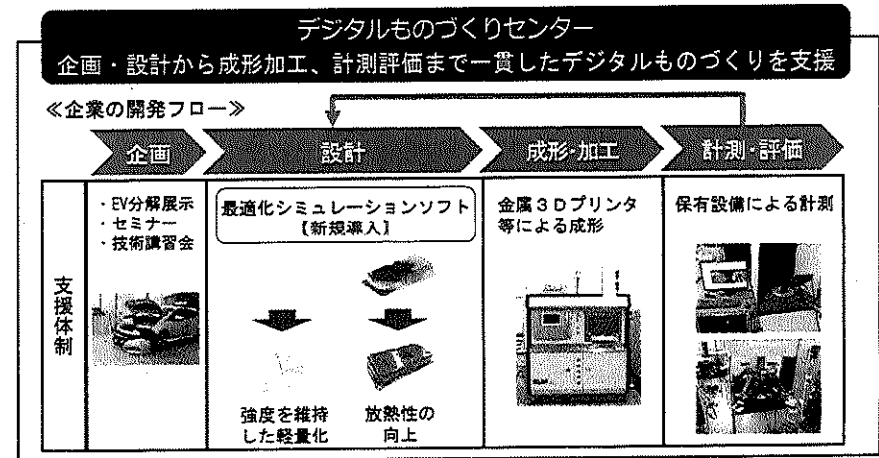 デジタルものづくりセンター
企画・設計から成形加工、計測評価まで一貫したデジタルものづくりを支援
≪企業の開発フロー≫
企画
設計
成形・加工
計測・評価
支援体制
・EV分解展示
・セミナー
・技術講習会
最適化シミュレーションソフト
【新規導入】
強度を維持
した軽量化
放熱性の
向上
金属３Ｄプリンタ
等による成形
保有設備による計測